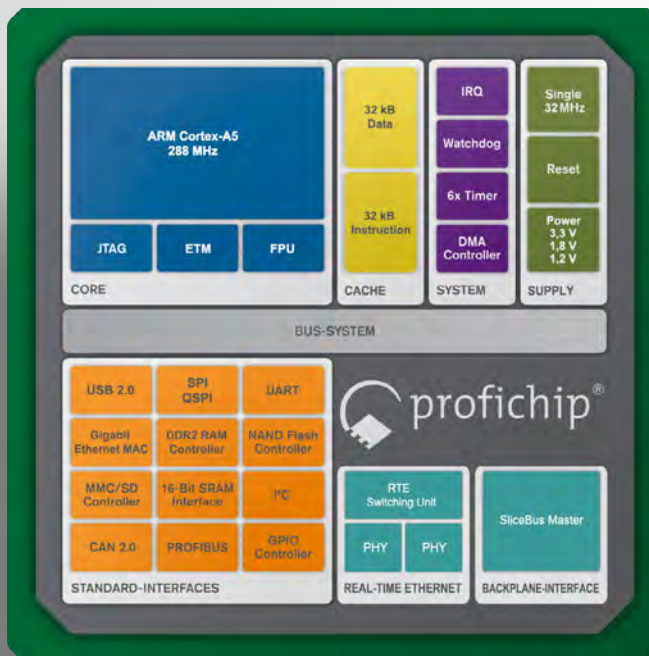 ARM Cortex-A5
288 MHz
JTAG
ETM
FPU
CORE
32 kB
Data
32 kB
Instruction
CACHE
IRQ
Watchdog
6x Timer
DMA
Controller
SYSTEM
Single
32 MHz
Reset
Power
3,3 V
1,8 V
1,2 V
SUPPLY
BUS-SYSTEM
USB 2.0
SPI
QSPI
UART
Gigabit
Ethernet MAC
DDR2 RAM
Controller
NAND Flash
Controller
MMC/SD
Controller
16-Bit SRAM
Interface
I²C
CAN 2.0
PROFIBUS
GPIO
Controller
STANDARD-INTERFACES
profichip®
RTE
Switching Unit
PHY
PHY
REAL-TIME ETHERNET
SliceBus Master
BACKPLANE-INTERFACE